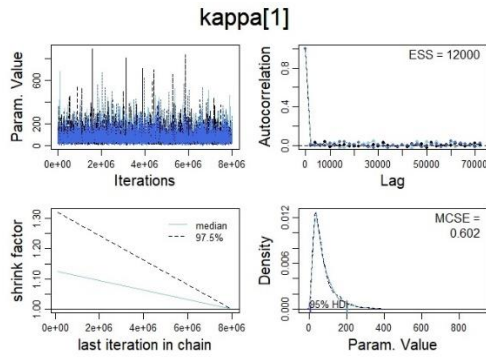 kappa[1]
Param. Value
0 200 400 600
0e+00 2e+06 4e+06 6e+06 8e+06
Iterations
Autocorrelation
0.0 0.4 0.8
ESS = 12000
0 10000 30000 50000 70000
Lag
shrink factor
1.00 1.10 1.20 1.30
median
97.5%
0e+00 2e+06 4e+06 6e+06 8e+06
last iteration in chain
Density
0.000 0.006 0.012
MCSE =
0.602
95% HDI
0 200 400 600 800
Param. Value